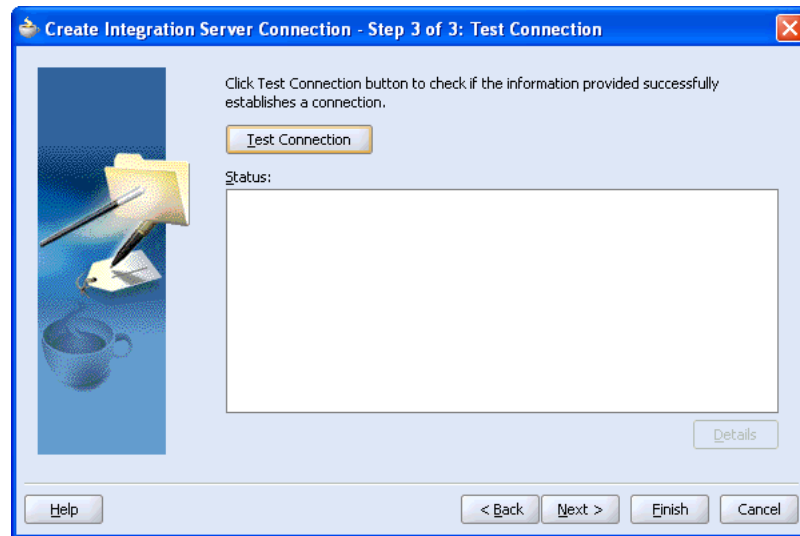 Create Integration Server Connection - Step 3 of 3: Test Connection
Click Test Connection button to check if the information provided successfully
establishes a connection.
Test Connection
Status:
Details
Help
< Back
Next >
Finish
Cancel